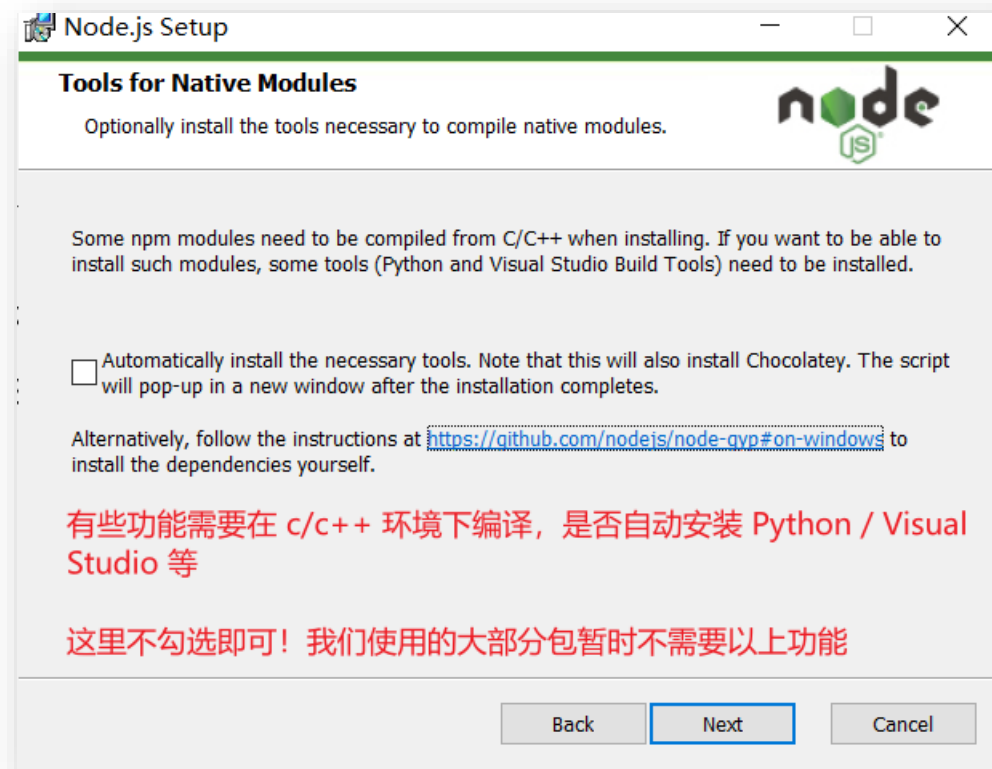 Node.js Setup
Tools for Native Modules
Optionally install the tools necessary to compile native modules.
node
JS
Some npm modules need to be compiled from C/C++ when installing. If you want to be able to
install such modules, some tools (Python and Visual Studio Build Tools) need to be installed.
Automatically install the necessary tools. Note that this will also install Chocolatey. The script
will pop-up in a new window after the installation completes.
Alternatively, follow the instructions at https://github.com/nodejs/node-gyp#on-windows to
install the dependencies yourself.
有些功能需要在 c/c++ 环境下编译，是否自动安装 Python / Visual
Studio 等
这里不勾选即可！我们使用的大部分包暂时不需要以上功能
Back
Next
Cancel